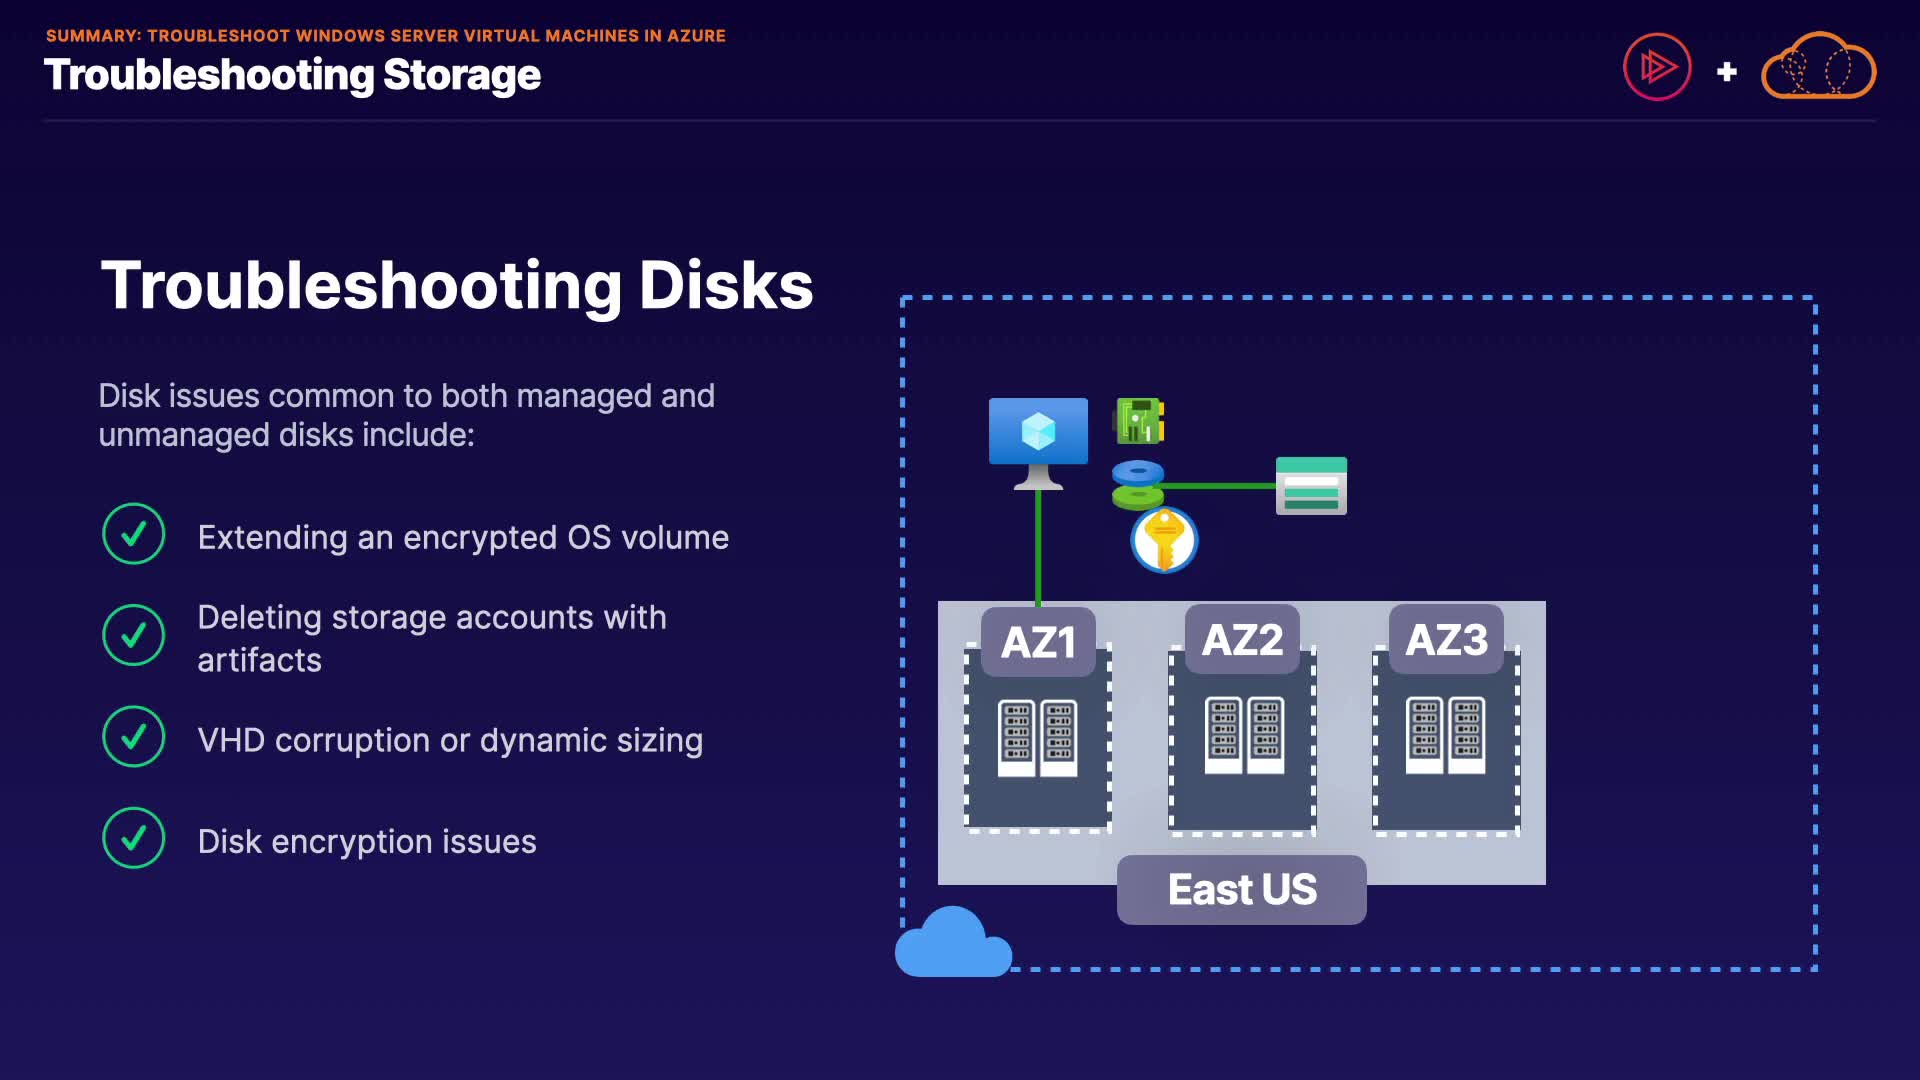 SUMMARY: TROUBLESHOOT WINDOWS SERVER VIRTUAL MACHINES IN AZURE
Troubleshooting Storage
Troubleshooting Disks
Disk issues common to both managed and
unmanaged disks include:
Extending an encrypted OS volume
Deleting storage accounts with
artifacts
VHD corruption or dynamic sizing
Disk encryption issues
AZ1
AZ2
AZ3
East US